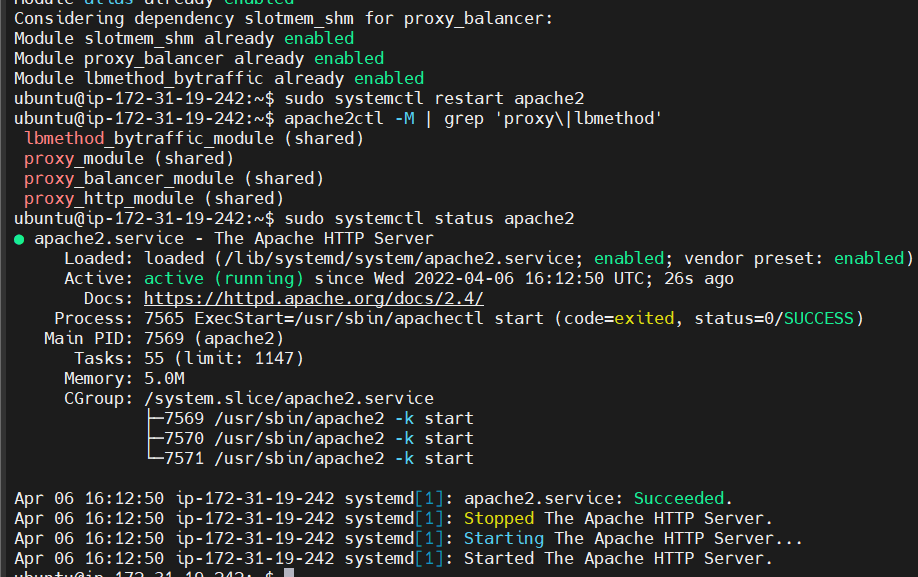 Module alias already enabled
Considering dependency slotmem_shm for proxy_balancer:
Module slotmem_shm already enabled
Module proxy_balancer already enabled
Module lbmethod_bytraffic already enabled
ubuntu@ip-172-31-19-242:~$ sudo systemctl restart apache2
ubuntu@ip-172-31-19-242:~$ apache2ctl -M | grep 'proxy\|lbmethod'
 lbmethod_bytraffic_module (shared)
 proxy_module (shared)
 proxy_balancer_module (shared)
 proxy_http_module (shared)
ubuntu@ip-172-31-19-242:~$ sudo systemctl status apache2
● apache2.service - The Apache HTTP Server
     Loaded: loaded (/lib/systemd/system/apache2.service; enabled; vendor preset: enabled)
     Active: active (running) since Wed 2022-04-06 16:12:50 UTC; 26s ago
       Docs: https://httpd.apache.org/docs/2.4/
    Process: 7565 ExecStart=/usr/sbin/apachectl start (code=exited, status=0/SUCCESS)
   Main PID: 7569 (apache2)
      Tasks: 55 (limit: 1147)
     Memory: 5.0M
     CGroup: /system.slice/apache2.service
             ├─7569 /usr/sbin/apache2 -k start
             ├─7570 /usr/sbin/apache2 -k start
             └─7571 /usr/sbin/apache2 -k start

Apr 06 16:12:50 ip-172-31-19-242 systemd[1]: apache2.service: Succeeded.
Apr 06 16:12:50 ip-172-31-19-242 systemd[1]: Stopped The Apache HTTP Server.
Apr 06 16:12:50 ip-172-31-19-242 systemd[1]: Starting The Apache HTTP Server...
Apr 06 16:12:50 ip-172-31-19-242 systemd[1]: Started The Apache HTTP Server.
ubuntu@ip-172-31-19-242:~$